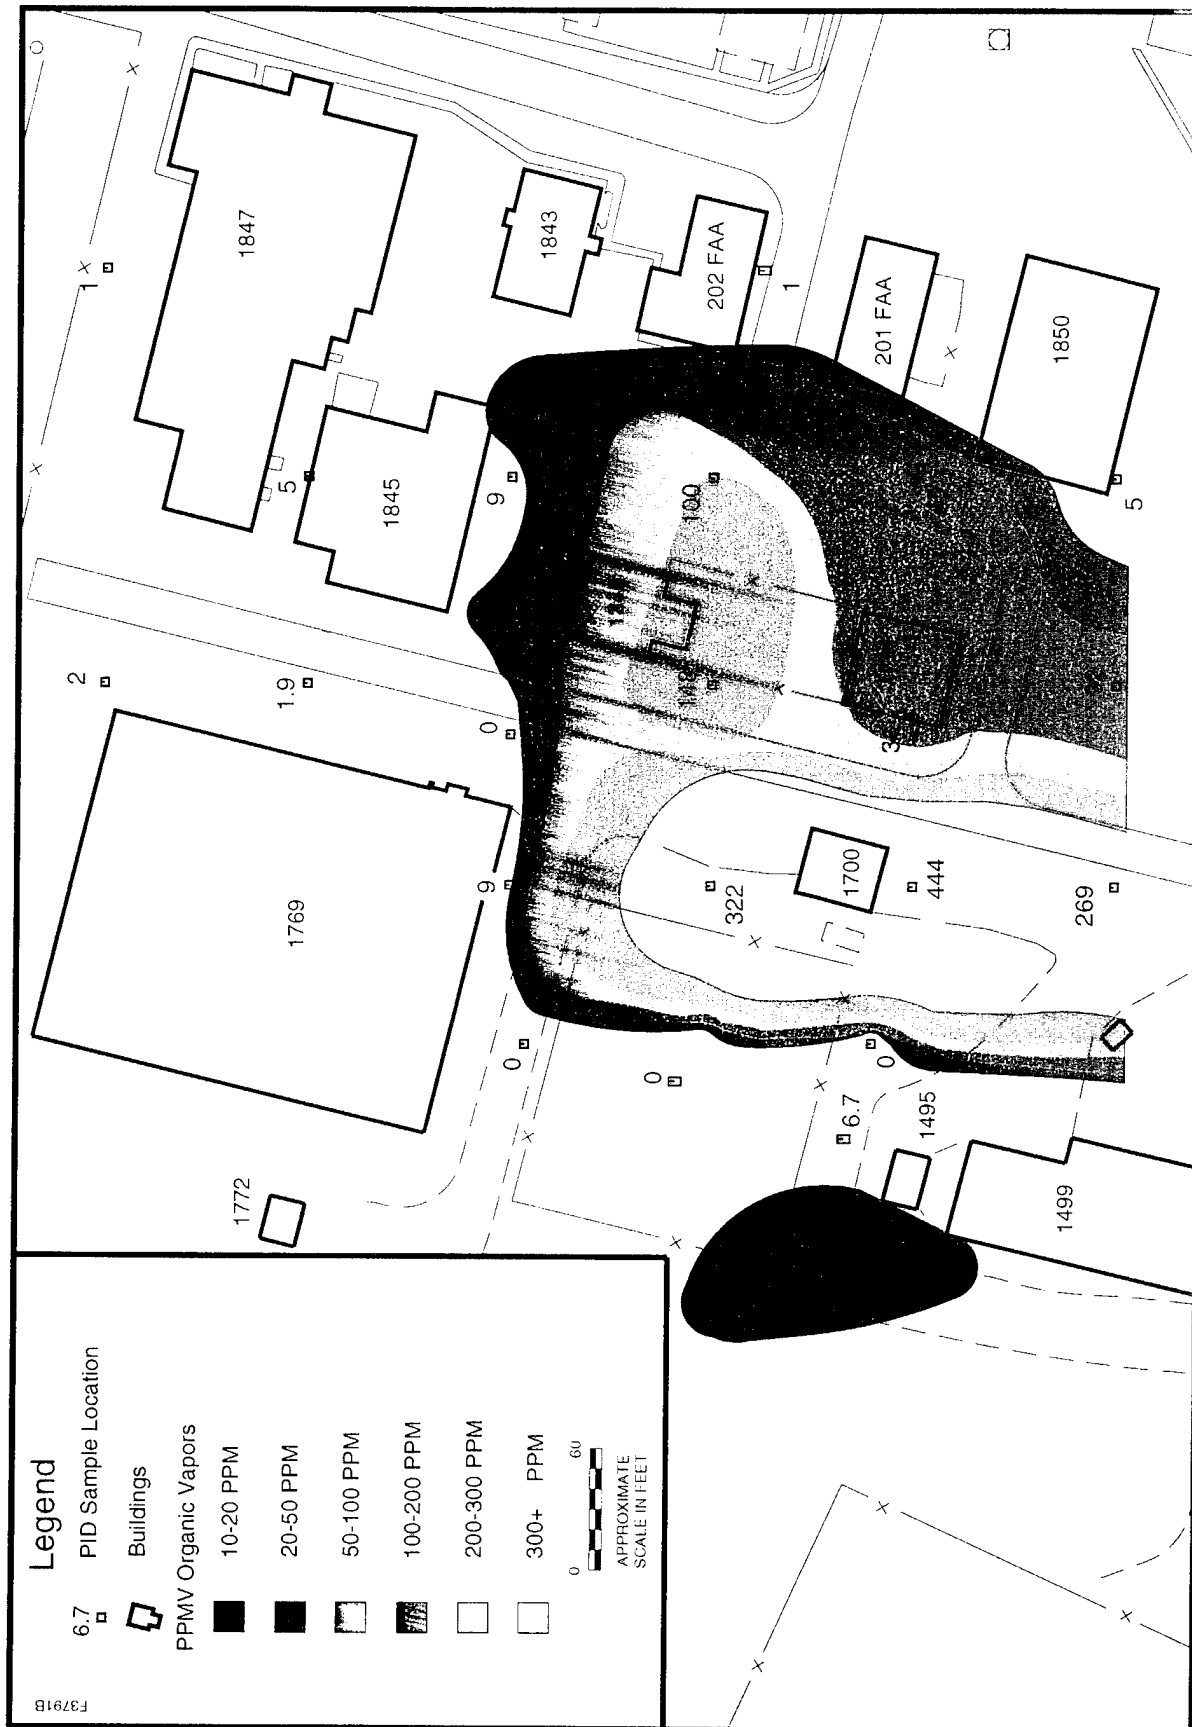 F3791B
Legend
6.7 PID Sample Location
Buildings
PPMV Organic Vapors
10-20 PPM
20-50 PPM
50-100 PPM
100-200 PPM
200-300 PPM
300+ PPM
0 60
APPROXIMATE
SCALE IN FEET
1772
1769
2
1.9
0
9
0
0
0
6.7
1495
1499
1847
1
5
1845
9
1843
202 FAA
1
201 FAA
1850
5
100
322
1700
444
269